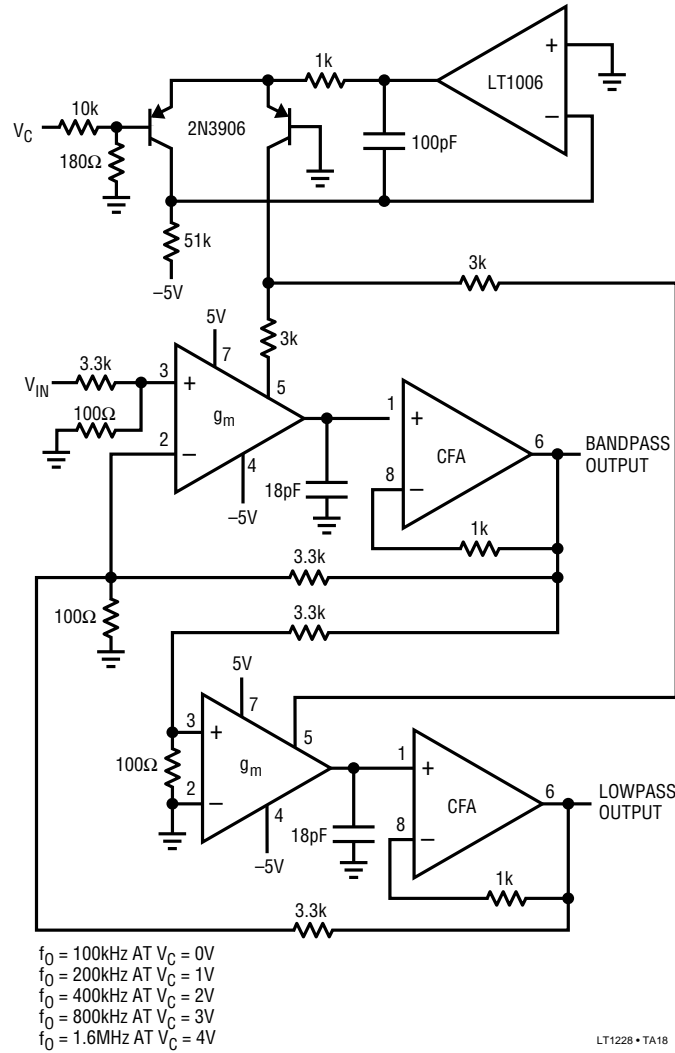 1k
+
LT1006
–
10k
V_C
2N3906
100pF
180Ω
51k
–5V
3k
3k
5V
7
3.3k
V_IN
3
+
5
100Ω
g_m
1
+
6
BANDPASS
OUTPUT
2
–
CFA
4
8
–
18pF
–5V
1k
3.3k
100Ω
3.3k
5V
7
3
+
5
100Ω
g_m
1
+
6
LOWPASS
OUTPUT
2
–
CFA
4
8
–
18pF
–5V
1k
3.3k
f_O = 100kHz AT V_C = 0V
f_O = 200kHz AT V_C = 1V
f_O = 400kHz AT V_C = 2V
f_O = 800kHz AT V_C = 3V
f_O = 1.6MHz AT V_C = 4V
LT1228 • TA18